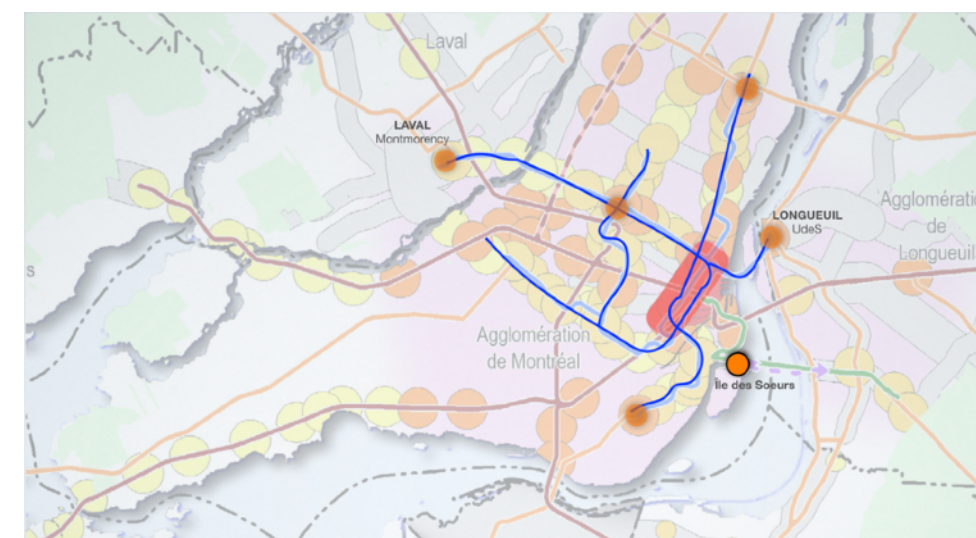 Laval
LAVAL
Montmorency
Agglomératio
de
Longueuil
LONGUEUIL
UdeS
s
Agglomération
de Montréal
Île des Soeurs